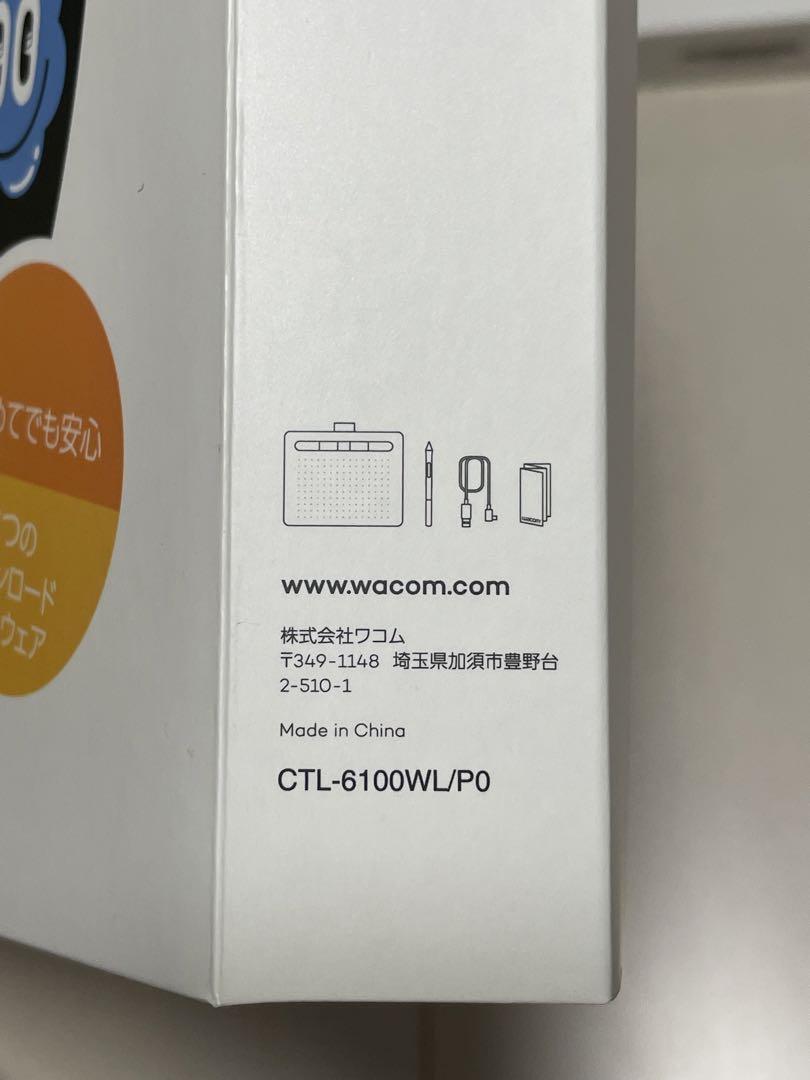 めてでも安心
つの
ンロード
ウェア
wacom
www.wacom.com
株式会社ワコム
〒349-1148 埼玉県加須市豊野台
2-510-1
Made in China
CTL-6100WL/P0